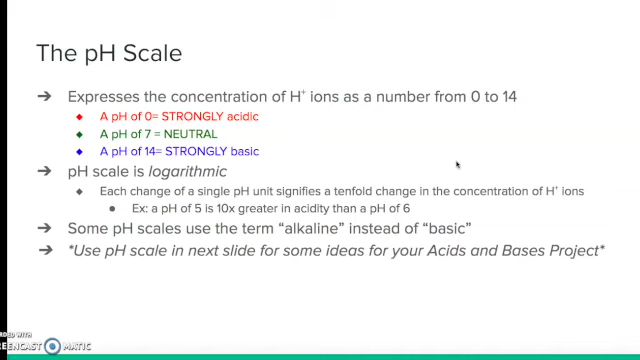 The pH Scale
➔ Expresses the concentration of H⁺ ions as a number from 0 to 14
◆ A pH of 0= STRONGLY acidic
◆ A pH of 7 = NEUTRAL
◆ A pH of 14= STRONGLY basic
➔ pH scale is logarithmic
◆ Each change of a single pH unit signifies a tenfold change in the concentration of H⁺ ions
● Ex: a pH of 5 is 10x greater in acidity than a pH of 6
➔ Some pH scales use the term “alkaline” instead of “basic”
➔ *Use pH scale in next slide for some ideas for your Acids and Bases Project*
RDED WITH
REENCAST MATIC